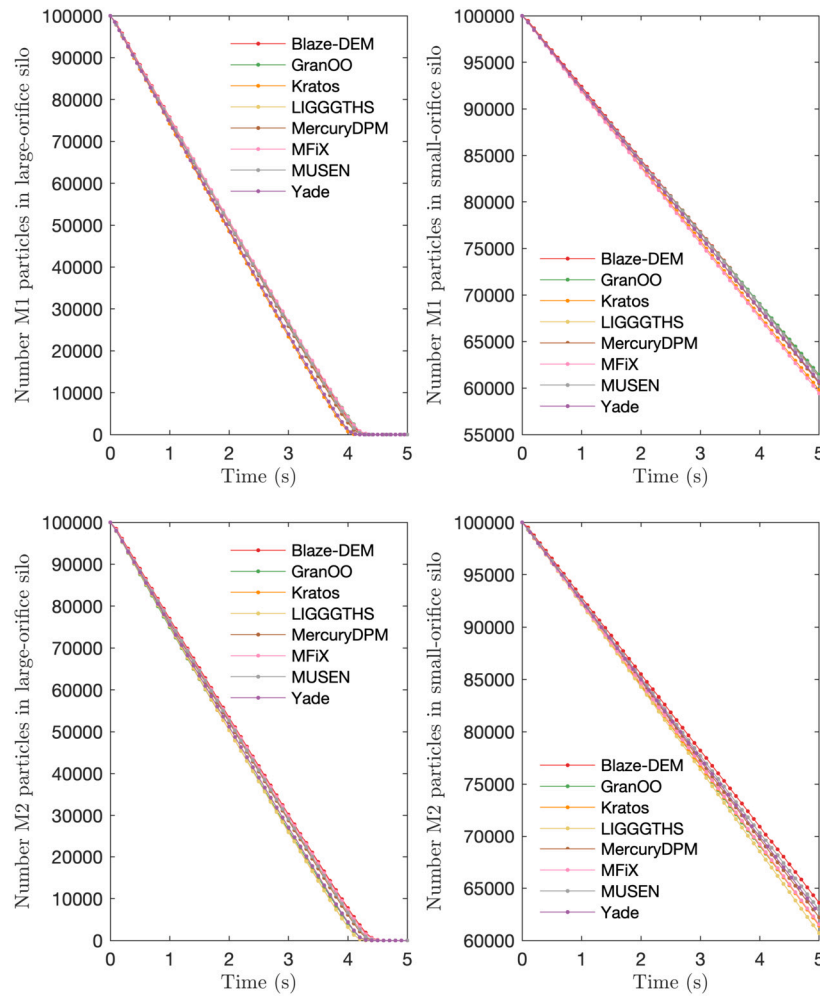 Number M1 particles in large-orifice silo
100000
90000
80000
70000
60000
50000
40000
30000
20000
10000
0
0 1 2 3 4 5
Time (s)
Blaze-DEM
GranOO
Kratos
LIGGGTHS
MercuryDPM
MFiX
MUSEN
Yade
Number M1 particles in small-orifice silo
100000
95000
90000
85000
80000
75000
70000
65000
60000
55000
0 1 2 3 4 5
Time (s)
Blaze-DEM
GranOO
Kratos
LIGGGTHS
MercuryDPM
MFiX
MUSEN
Yade
Number M2 particles in large-orifice silo
100000
90000
80000
70000
60000
50000
40000
30000
20000
10000
0
0 1 2 3 4 5
Time (s)
Blaze-DEM
GranOO
Kratos
LIGGGTHS
MercuryDPM
MFiX
MUSEN
Yade
Number M2 particles in small-orifice silo
100000
95000
90000
85000
80000
75000
70000
65000
60000
0 1 2 3 4 5
Time (s)
Blaze-DEM
GranOO
Kratos
LIGGGTHS
MercuryDPM
MFiX
MUSEN
Yade